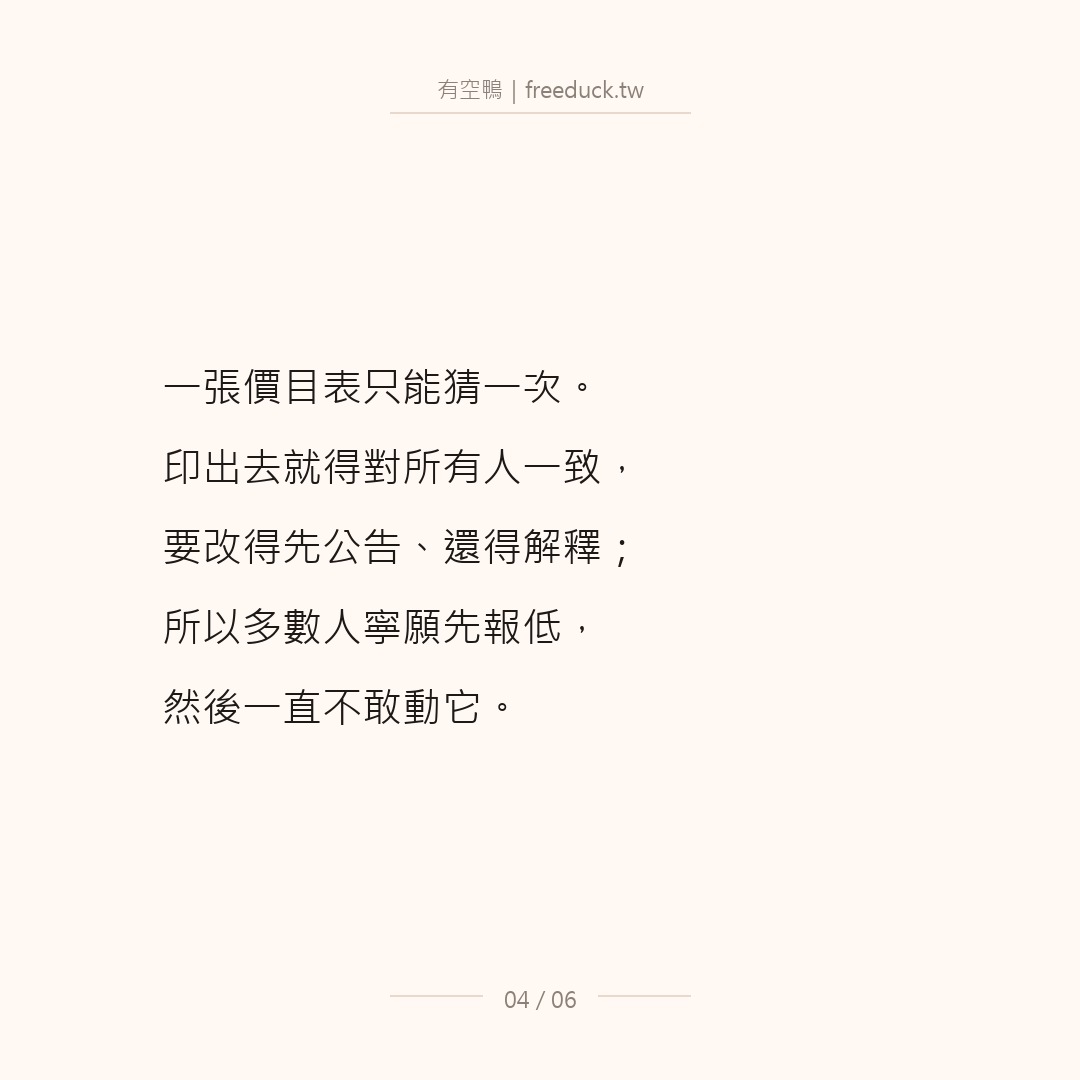 有空鴨 | freeduck.tw
一張價目表只能猜一次。
印出去就得對所有人一致，
要改得先公告、還得解釋；
所以多數人寧願先報低，
然後一直不敢動它。
04 / 06